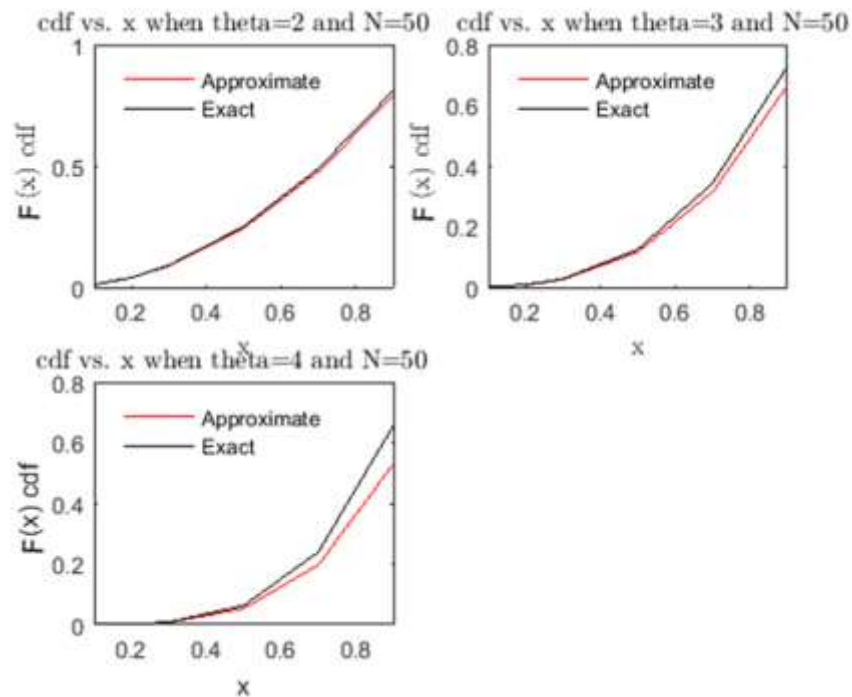 cdf vs. x when theta=2 and N=50
1
0.5
0
F (x) cdf
Approximate
Exact
0.2 0.4 0.6 0.8
x
cdf vs. x when theta=3 and N=50
0.8
0.6
0.4
0.2
0
F (x) cdf
Approximate
Exact
0.2 0.4 0.6 0.8
x
cdf vs. x when theta=4 and N=50
0.8
0.6
0.4
0.2
0
F(x) cdf
Approximate
Exact
0.2 0.4 0.6 0.8
x